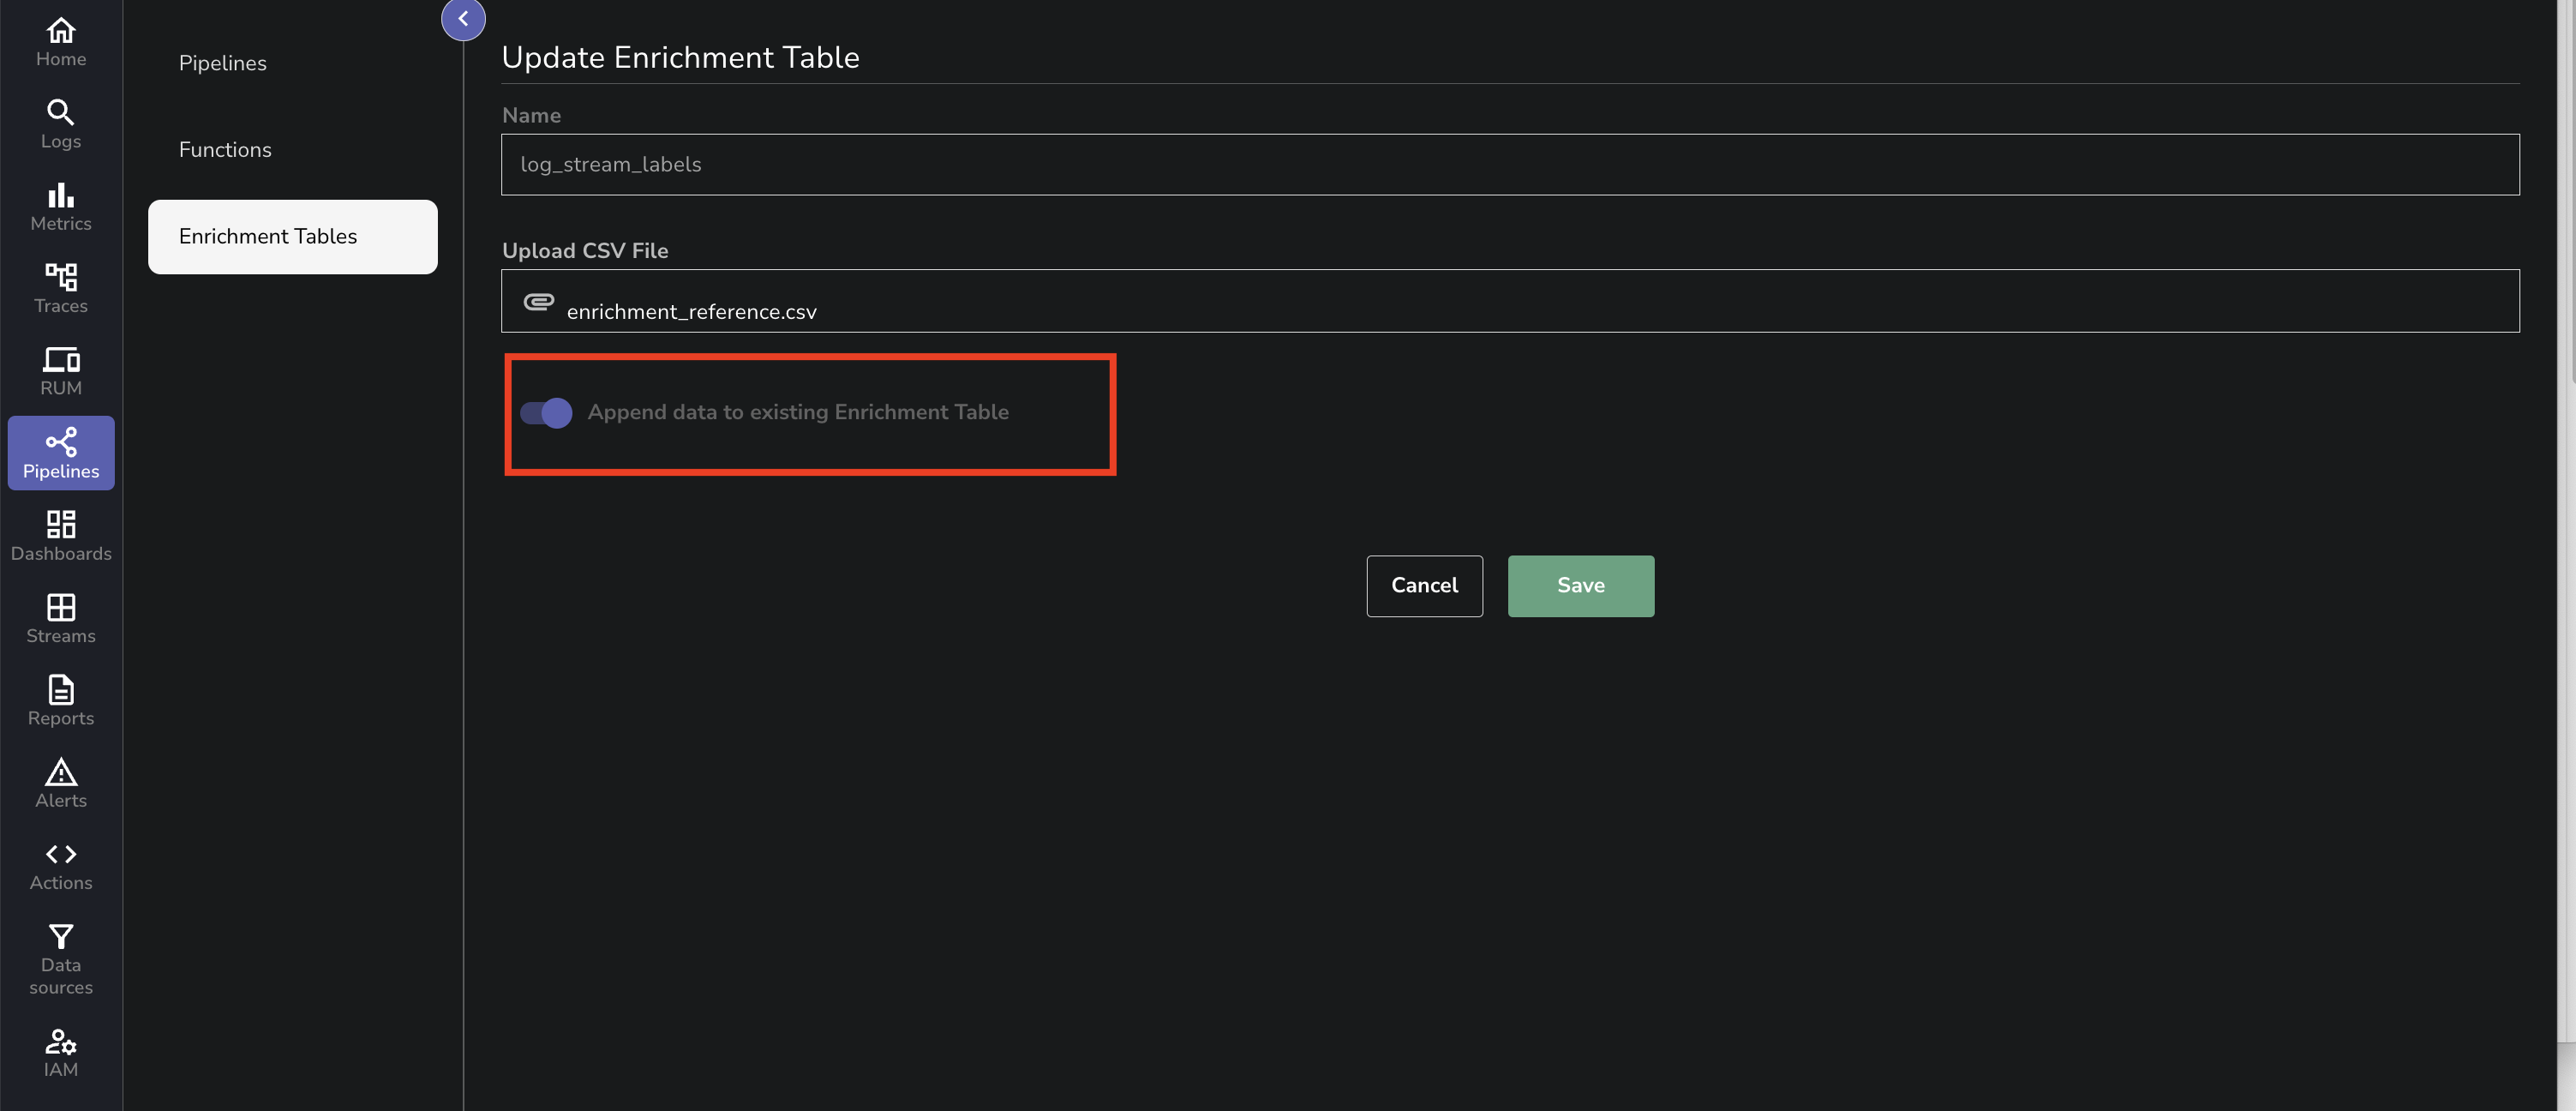 Home
Logs
Metrics
Traces
RUM
Pipelines
Dashboards
Streams
Reports
Alerts
Actions
Data
sources
IAM
Pipelines
Functions
Enrichment Tables
Update Enrichment Table
Name
log_stream_labels
Upload CSV File
enrichment_reference.csv
Append data to existing Enrichment Table
Cancel
Save